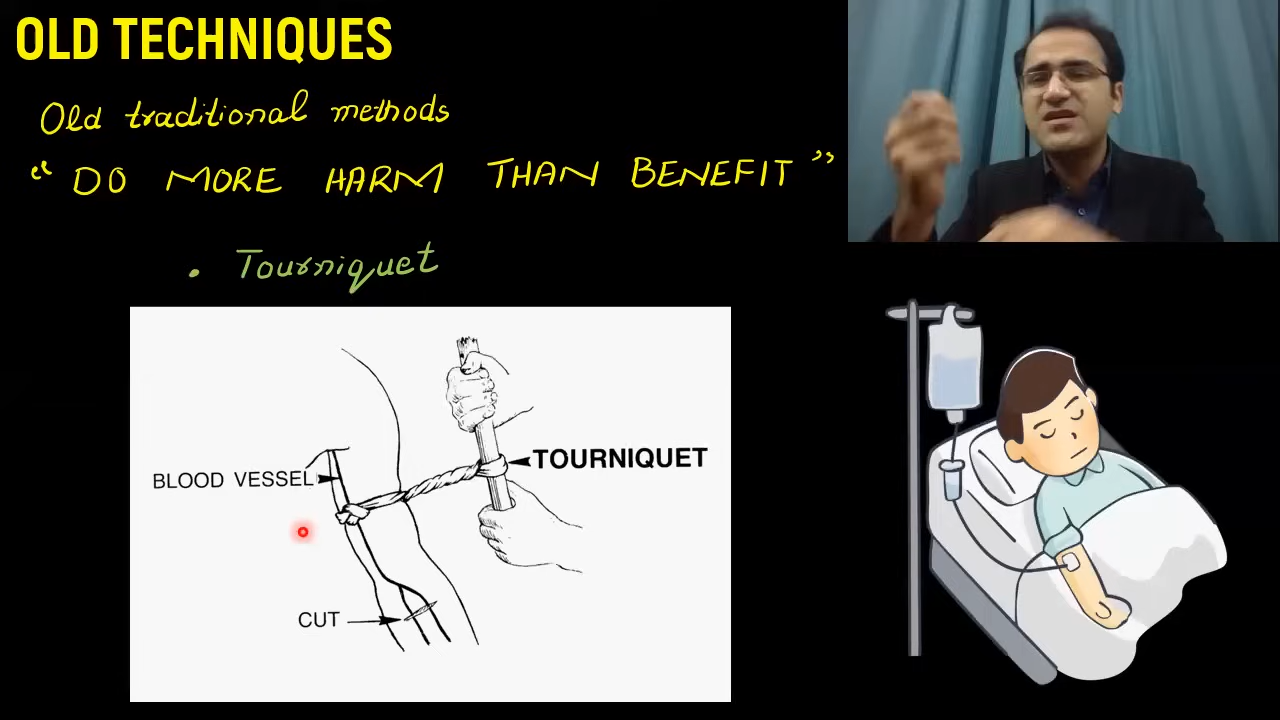 OLD TECHNIQUES
Old traditional methods
"DO MORE HARM THAN BENEFIT"
• Tourniquet
TOURNIQUET
BLOOD VESSEL
CUT